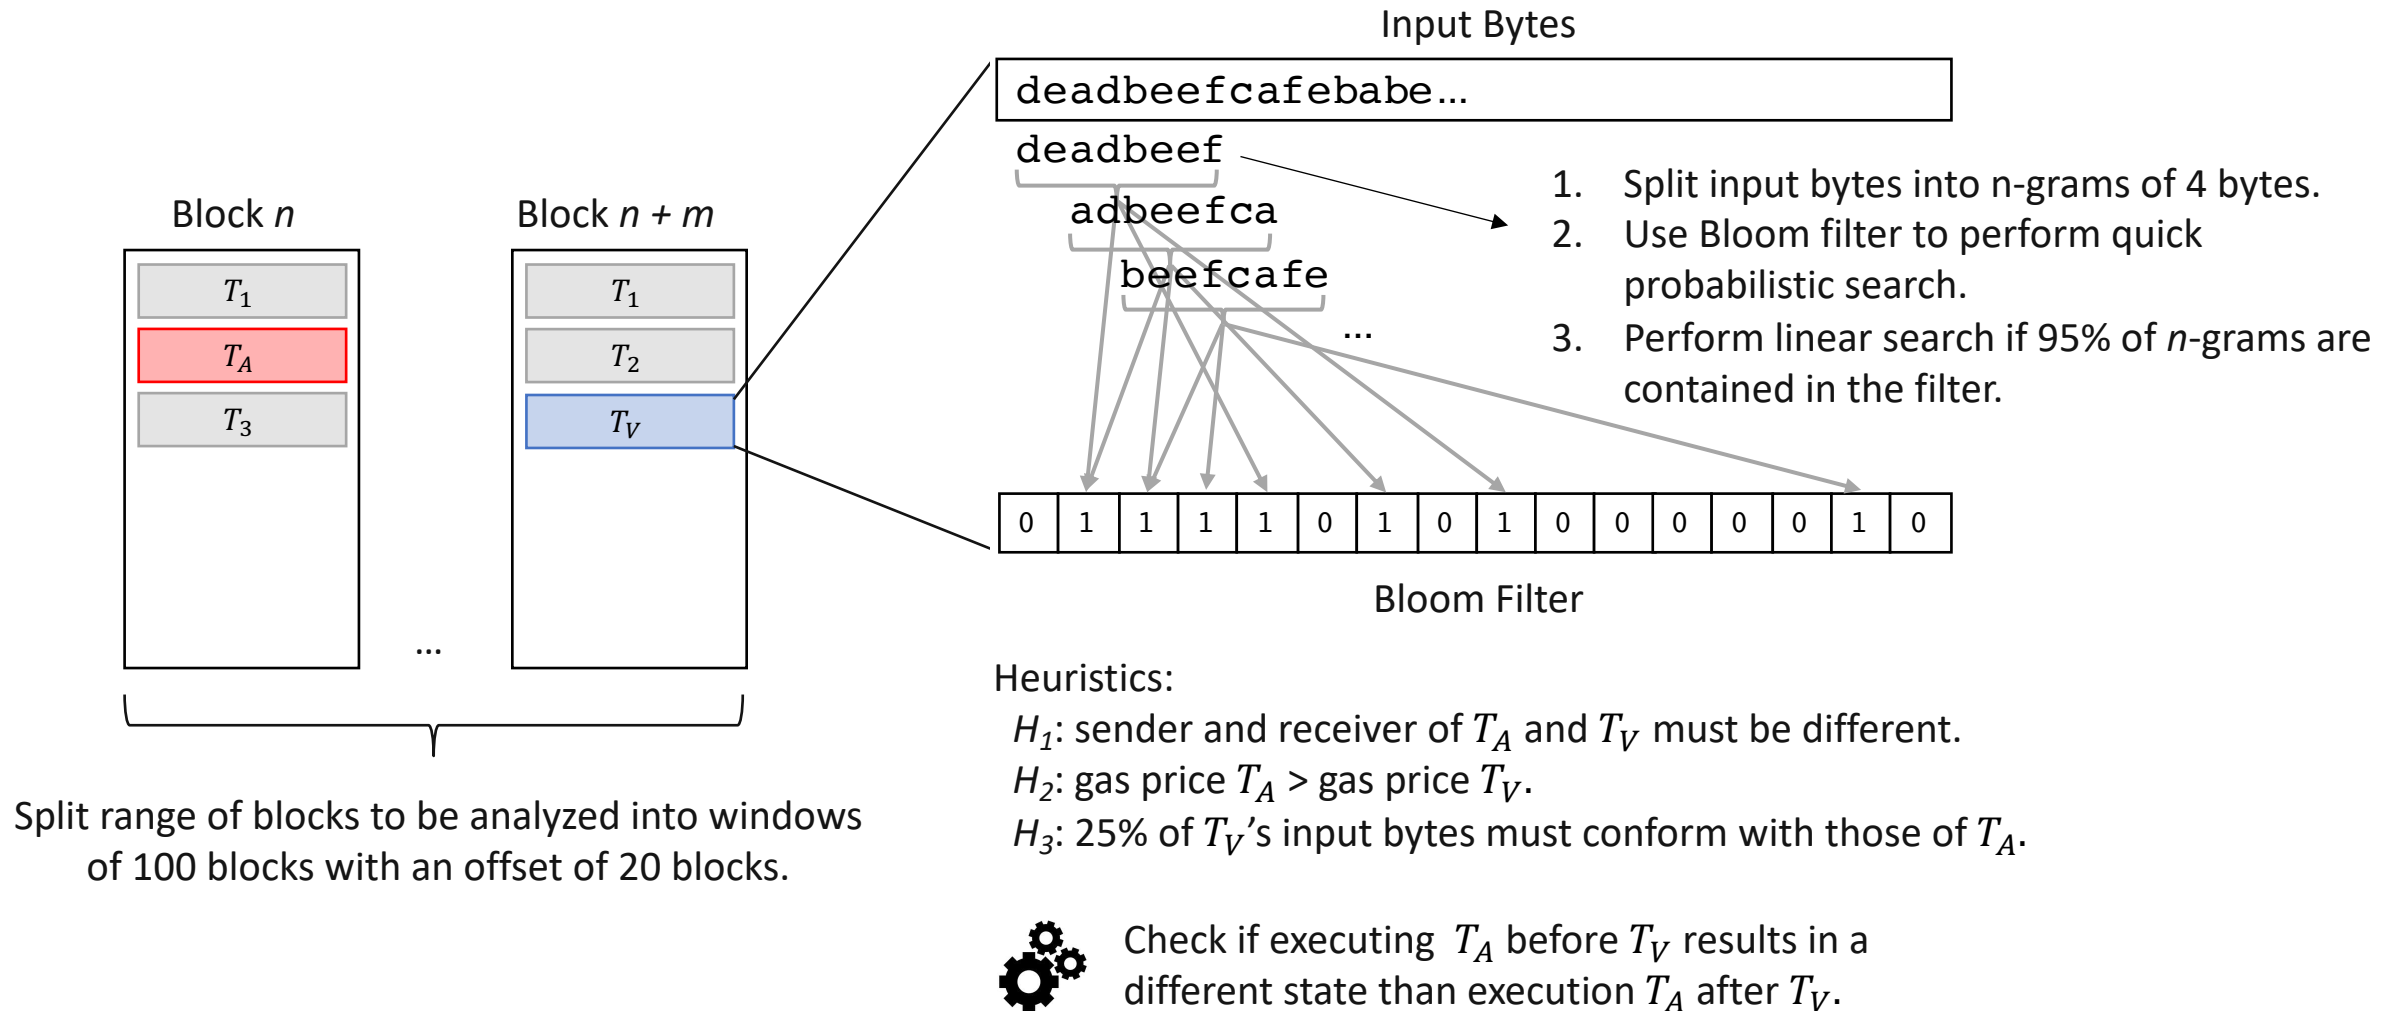 Block n
T1
TA
T3
...
Block n + m
T1
T2
TV
Split range of blocks to be analyzed into windows
of 100 blocks with an offset of 20 blocks.
Input Bytes
deadbeefcafebabe...
deadbeef
adbeefca
beefcafe
...
1. Split input bytes into n-grams of 4 bytes.
2. Use Bloom filter to perform quick
probabilistic search.
3. Perform linear search if 95% of n-grams are
contained in the filter.
0 1 1 1 1 0 1 0 1 0 0 0 0 0 1 0
Bloom Filter
Heuristics:
H1: sender and receiver of TA and TV must be different.
H2: gas price TA > gas price TV.
H3: 25% of TV’s input bytes must conform with those of TA.
Check if executing TA before TV results in a
different state than execution TA after TV.